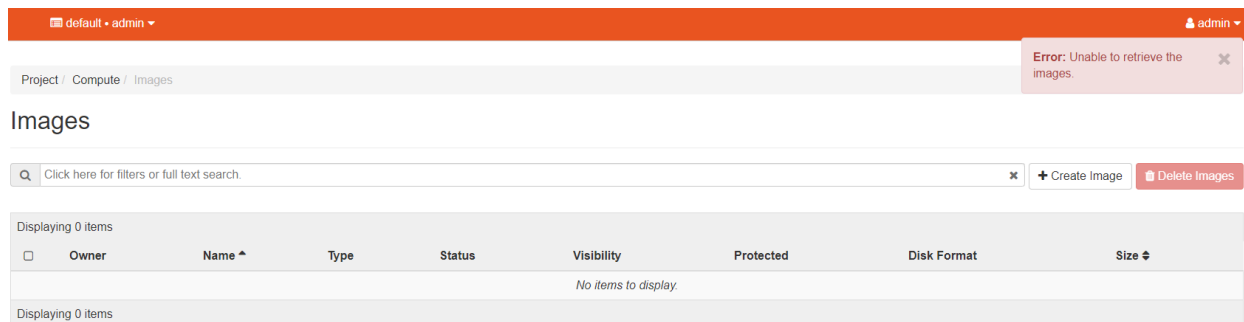 default • admin
admin
Error: Unable to retrieve the
images.
Project / Compute / Images
Images
Click here for filters or full text search.
+ Create Image
Delete Images
Displaying 0 items
Owner Name Type Status Visibility Protected Disk Format Size
No items to display.
Displaying 0 items